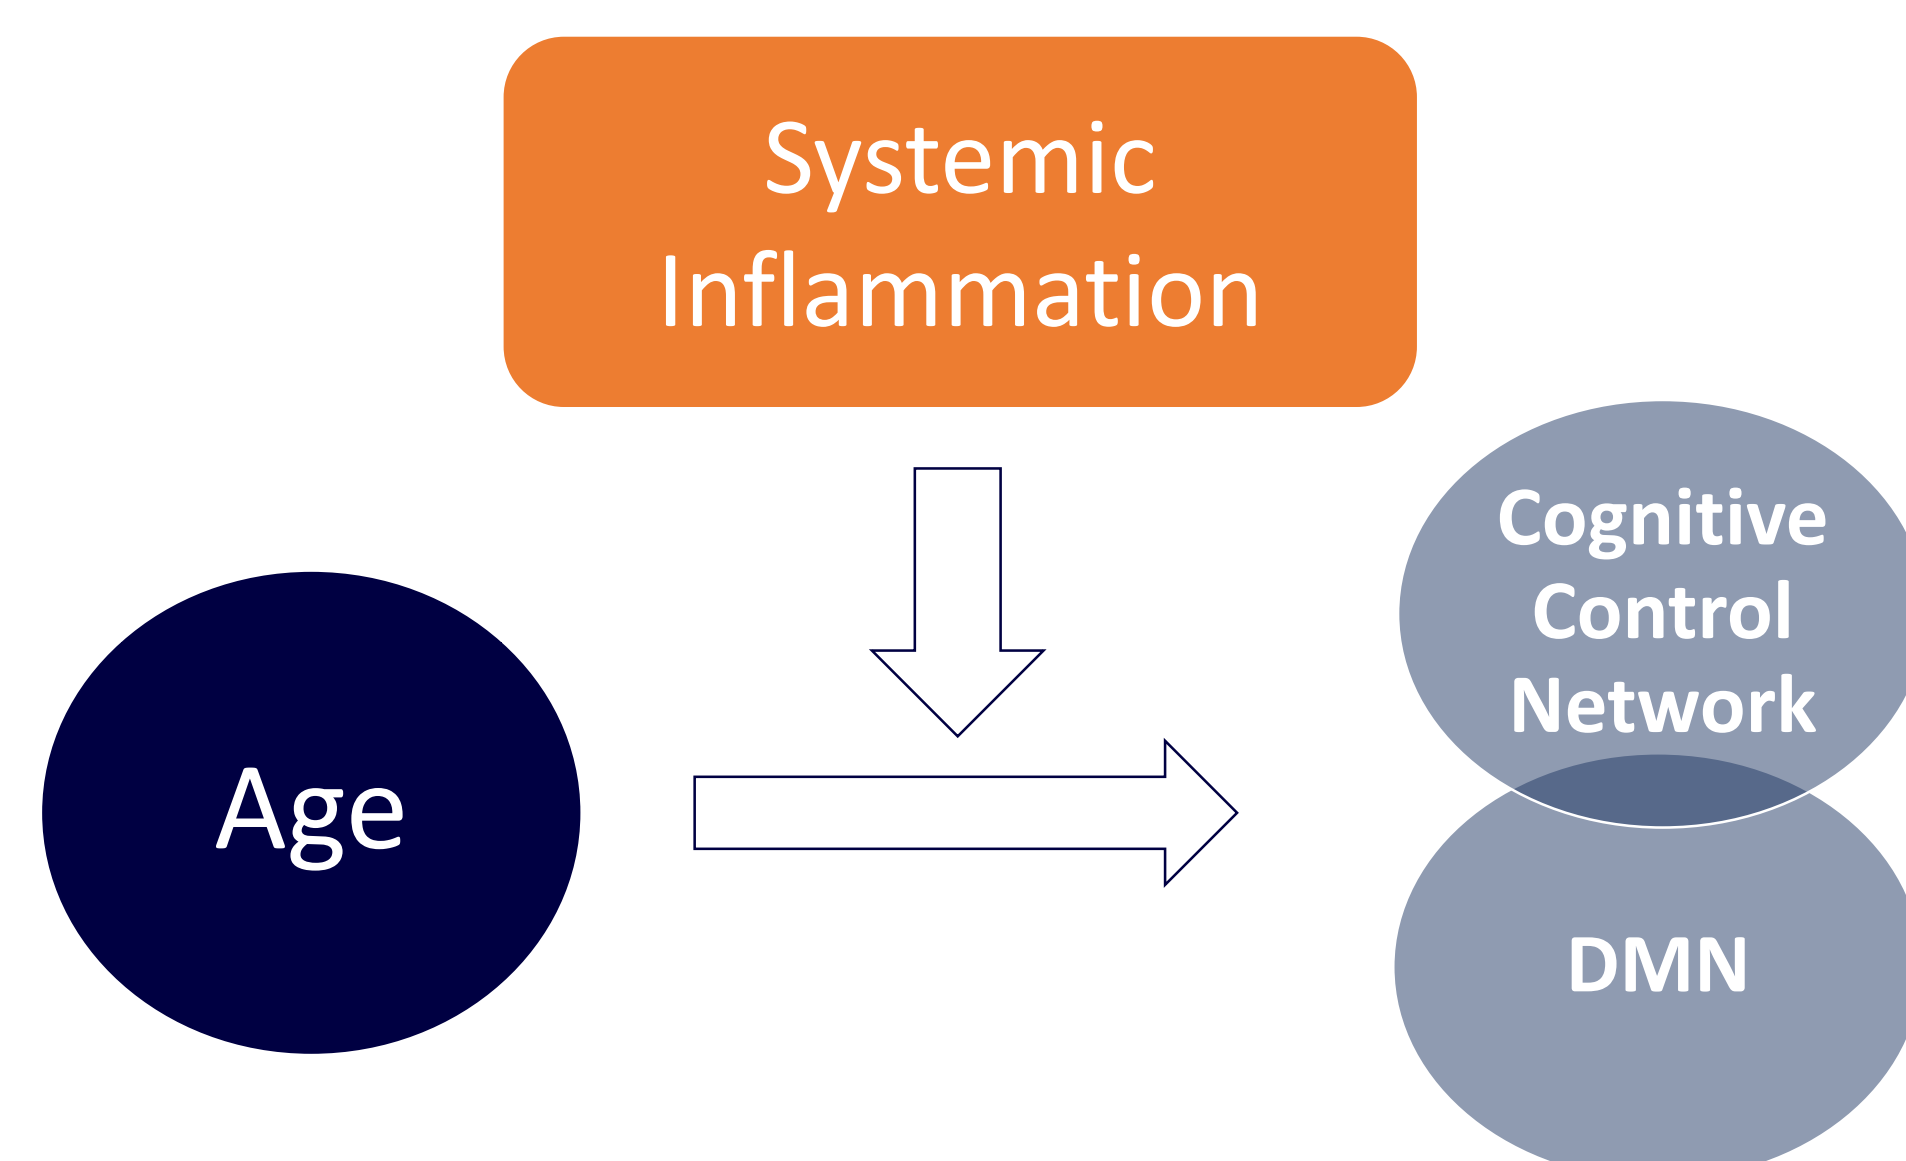 Systemic
Inflammation
Age
Cognitive
Control
Network
DMN